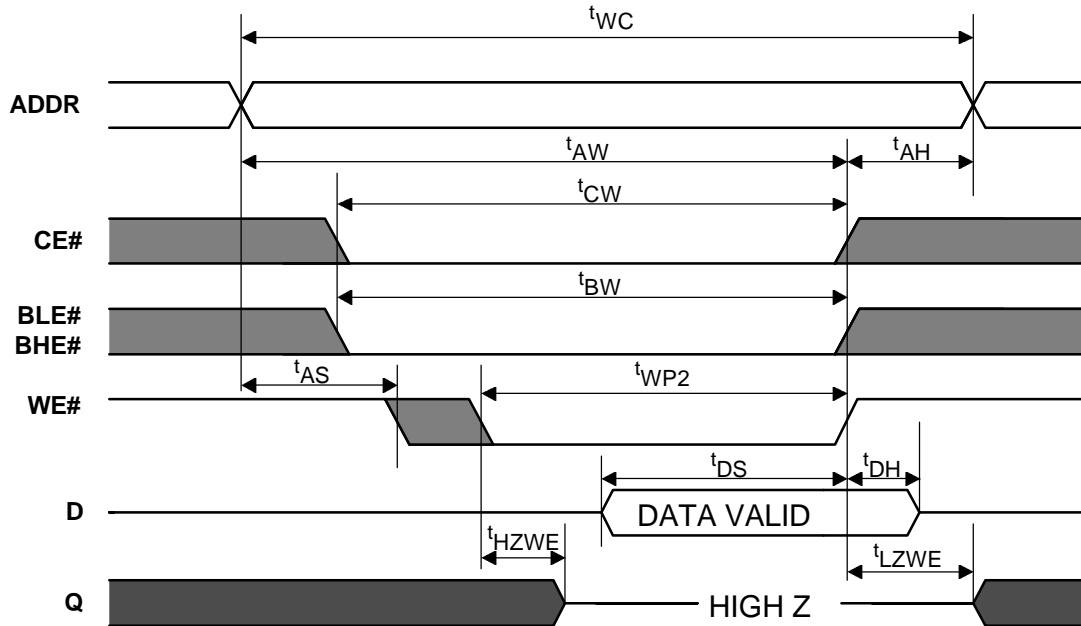 tWC
ADDR
tAW
tAH
tCW
CE#
tBW
BLE#
BHE#
tAS
tWP2
WE#
tDS
tDH
D
DATA VALID
tHZWE
tLZWE
Q
HIGH Z